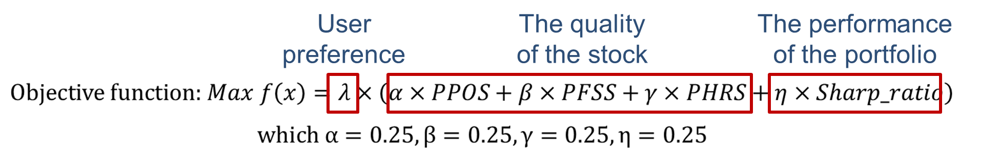 User
preference
The quality
of the stock
The performance
of the portfolio
Objective function: Max f(x) = λ × (α × PPOS + β × PFSS + γ × PHRS + η × Sharp_ratio)
which α = 0.25, β = 0.25, γ = 0.25, η = 0.25